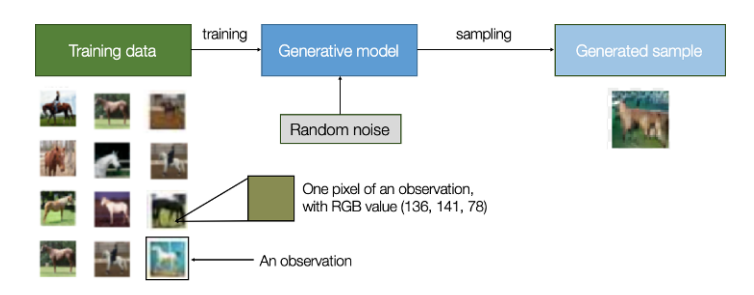 training
sampling
Training data
Generative model
Generated sample
Random noise
One pixel of an observation,
with RGB value (136, 141, 78)
An observation